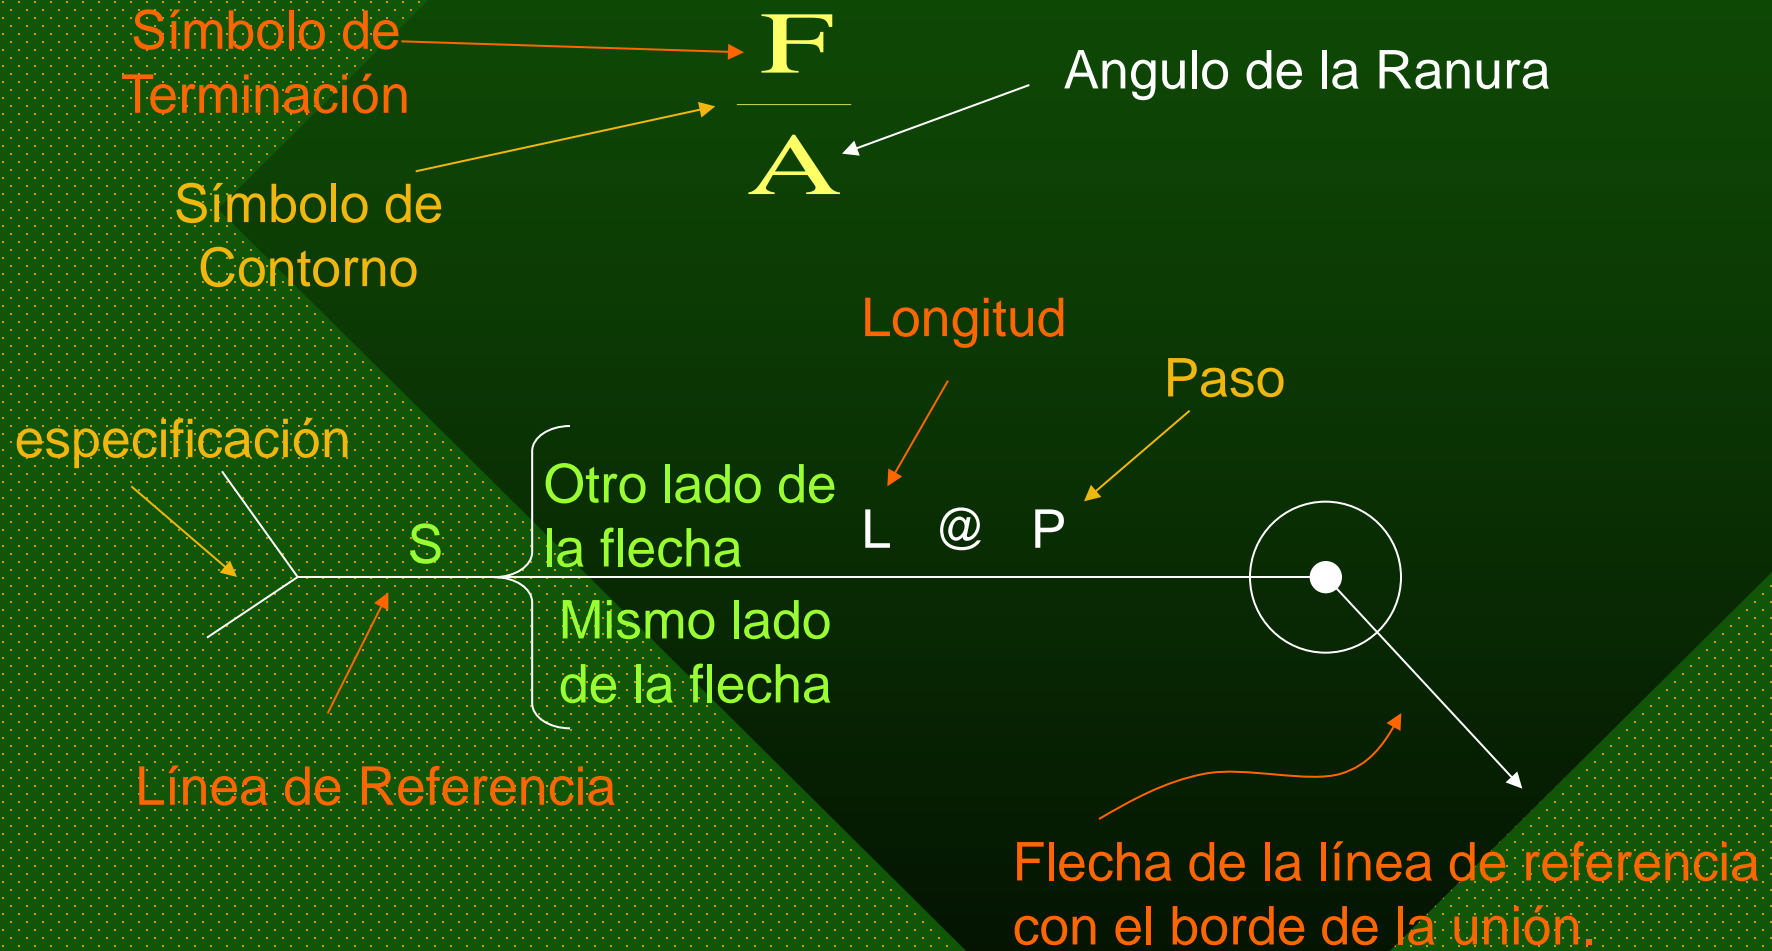 Símbolo de
Terminación
F
A
Angulo de la Ranura
Símbolo de
Contorno
Longitud
Paso
especificación
S
Otro lado de
la flecha
L @ P
Mismo lado
de la flecha
Línea de Referencia
Flecha de la línea de referencia
con el borde de la unión.